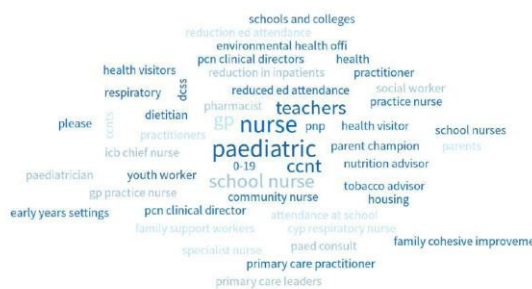 schools and colleges
reduction ed attendance
environmental health offi
pcn clinical directors health
health visitors reduction in inpatients practitioner
respiratory dcss reduced ed attendance social worker
pharmacist teachers practice nurse
please ccnts dietitian gp nurse pnp health visitor school nurses
practitioners paediatric parent champion parents
icb chief nurse
paediatrician youth worker 0-19 ccnt nutrition advisor
school nurse tobacco advisor
gp practice nurse community nurse housing
early years settings pcn clinical director attendance at school
family support workers cyp respiratory nurse
specialist nurse paed consult family cohesive improveme
primary care practitioner
primary care leaders